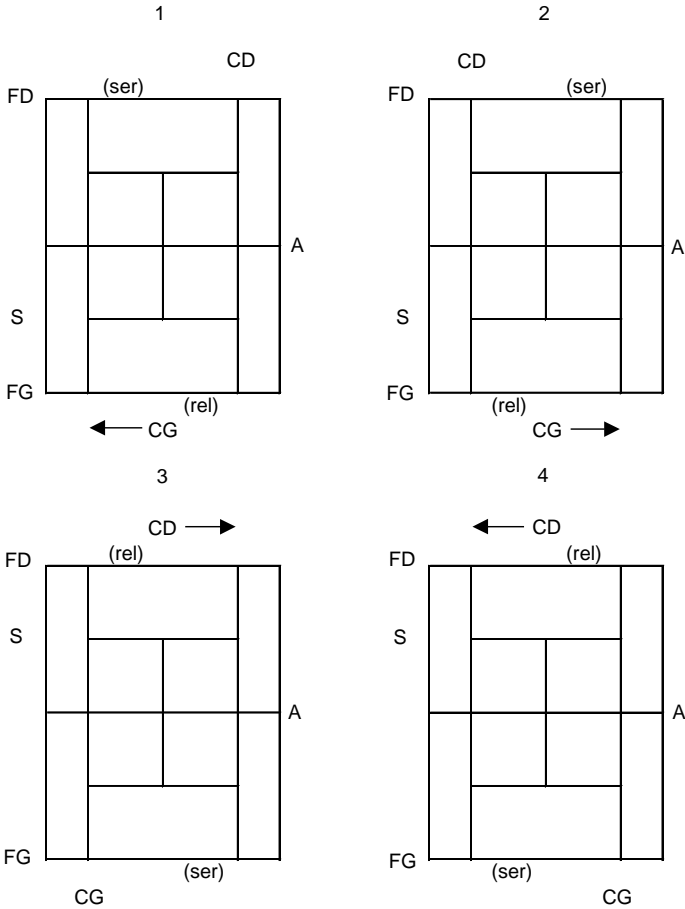 1
CD
FD (ser)
A
S
FG
(rel)
CG
2
CD
FD (ser)
A
S
FG
(rel)
CG
3
CD
(rel)
FD
S
A
FG
(ser)
CG
4
CD
(rel)
FD
S
A
FG
(ser)
CG